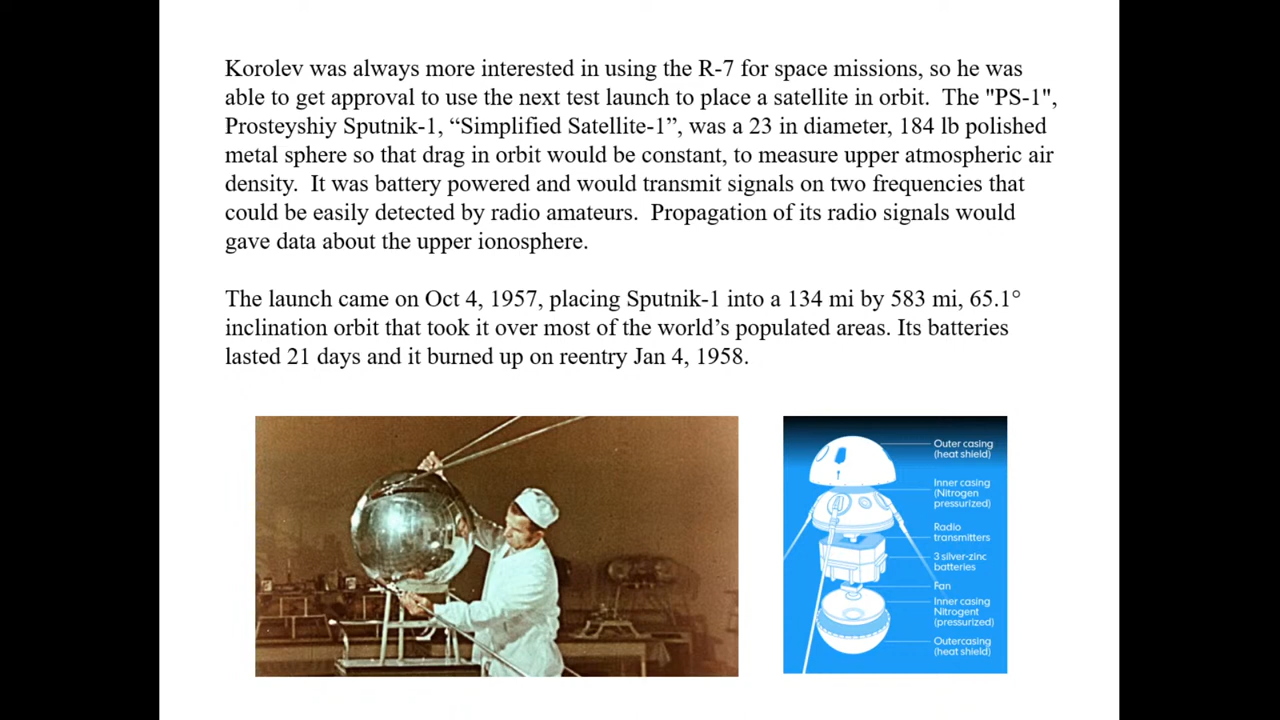 Korolev was always more interested in using the R-7 for space missions, so he was
able to get approval to use the next test launch to place a satellite in orbit.  The "PS-1",
Prosteyshiy Sputnik-1, “Simplified Satellite-1”, was a 23 in diameter, 184 lb polished
metal sphere so that drag in orbit would be constant, to measure upper atmospheric air
density.  It was battery powered and would transmit signals on two frequencies that
could be easily detected by radio amateurs.  Propagation of its radio signals would
gave data about the upper ionosphere.
The launch came on Oct 4, 1957, placing Sputnik-1 into a 134 mi by 583 mi, 65.1°
inclination orbit that took it over most of the world’s populated areas. Its batteries
lasted 21 days and it burned up on reentry Jan 4, 1958.
Outer casing
(heat shield)
Inner casing
(Nitrogen
pressurized)
Radio
transmitters
3 silver-zinc
batteries
Fan
Inner casing
Nitrogent
(pressurized)
Outercasing
(heat shield)